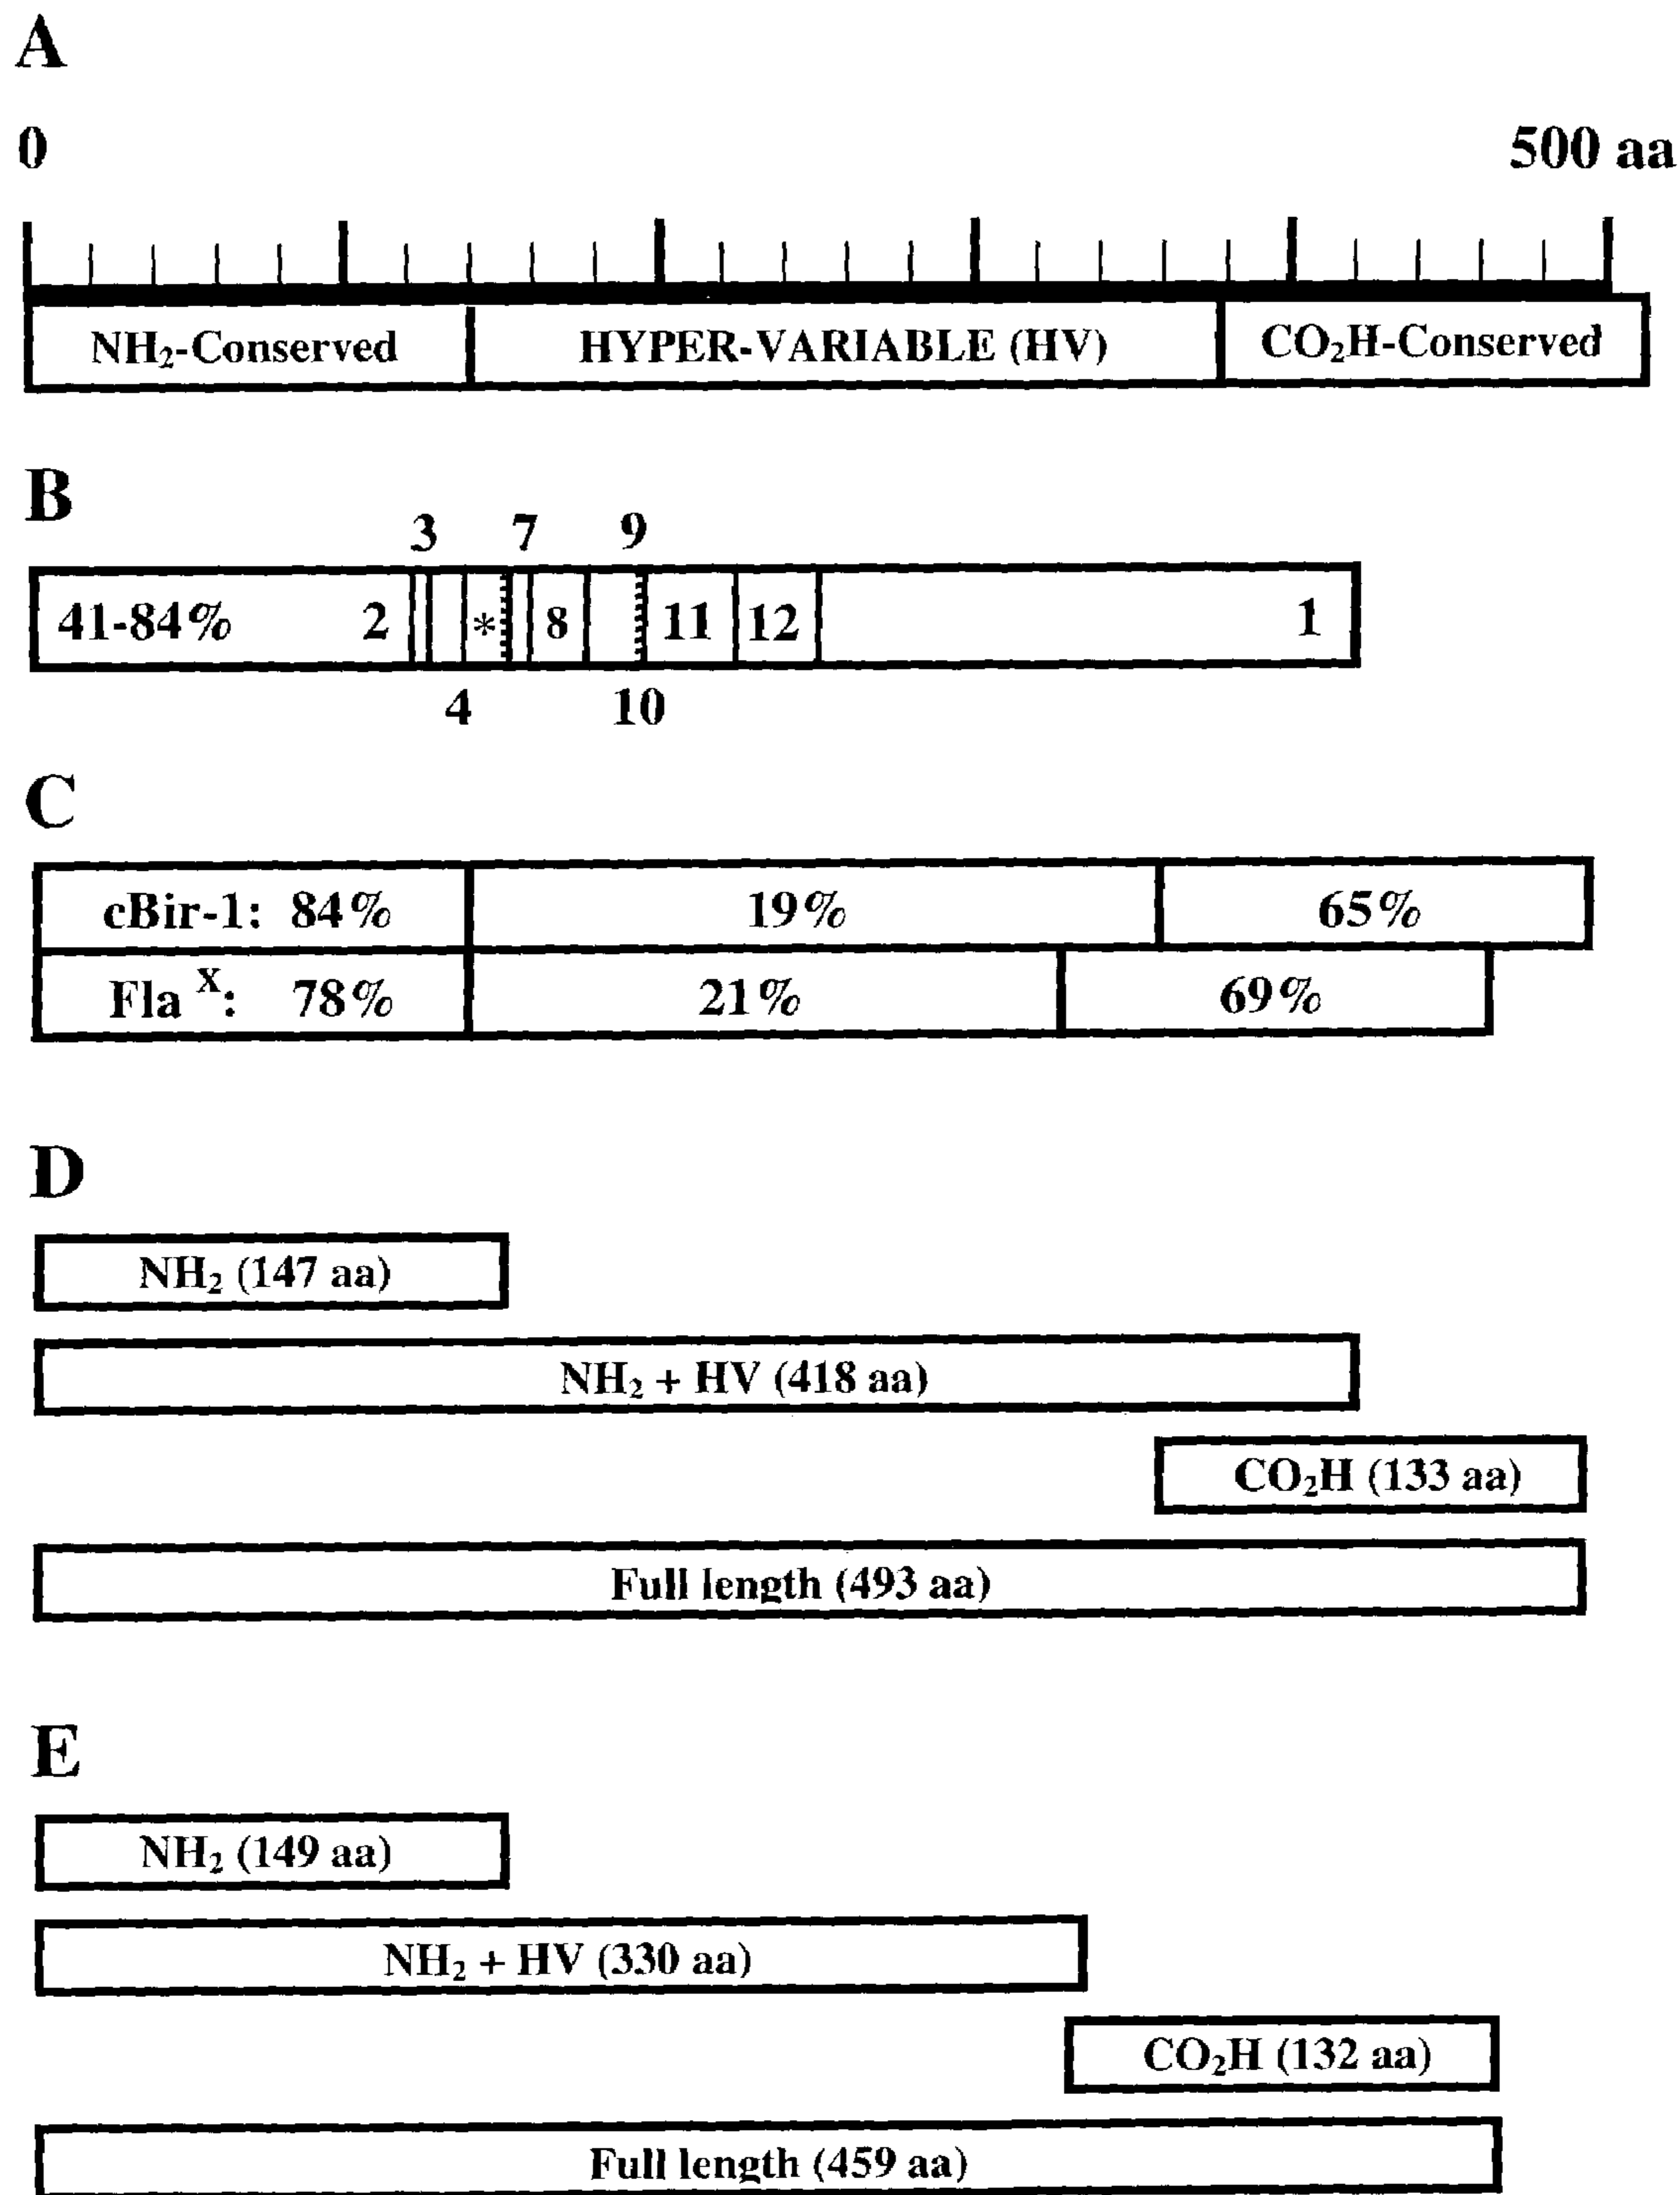 A
0 500 aa
NH₂-Conserved HYPER-VARIABLE (HV) CO₂H-Conserved
B
3 7 9
41-84% 2 * 8 11 12 1
4 10
C
cBir-1: 84% 19% 65%
Fla ˣ: 78% 21% 69%
D
NH₂ (147 aa)
NH₂ + HV (418 aa)
CO₂H (133 aa)
Full length (493 aa)
E
NH₂ (149 aa)
NH₂ + HV (330 aa)
CO₂H (132 aa)
Full length (459 aa)